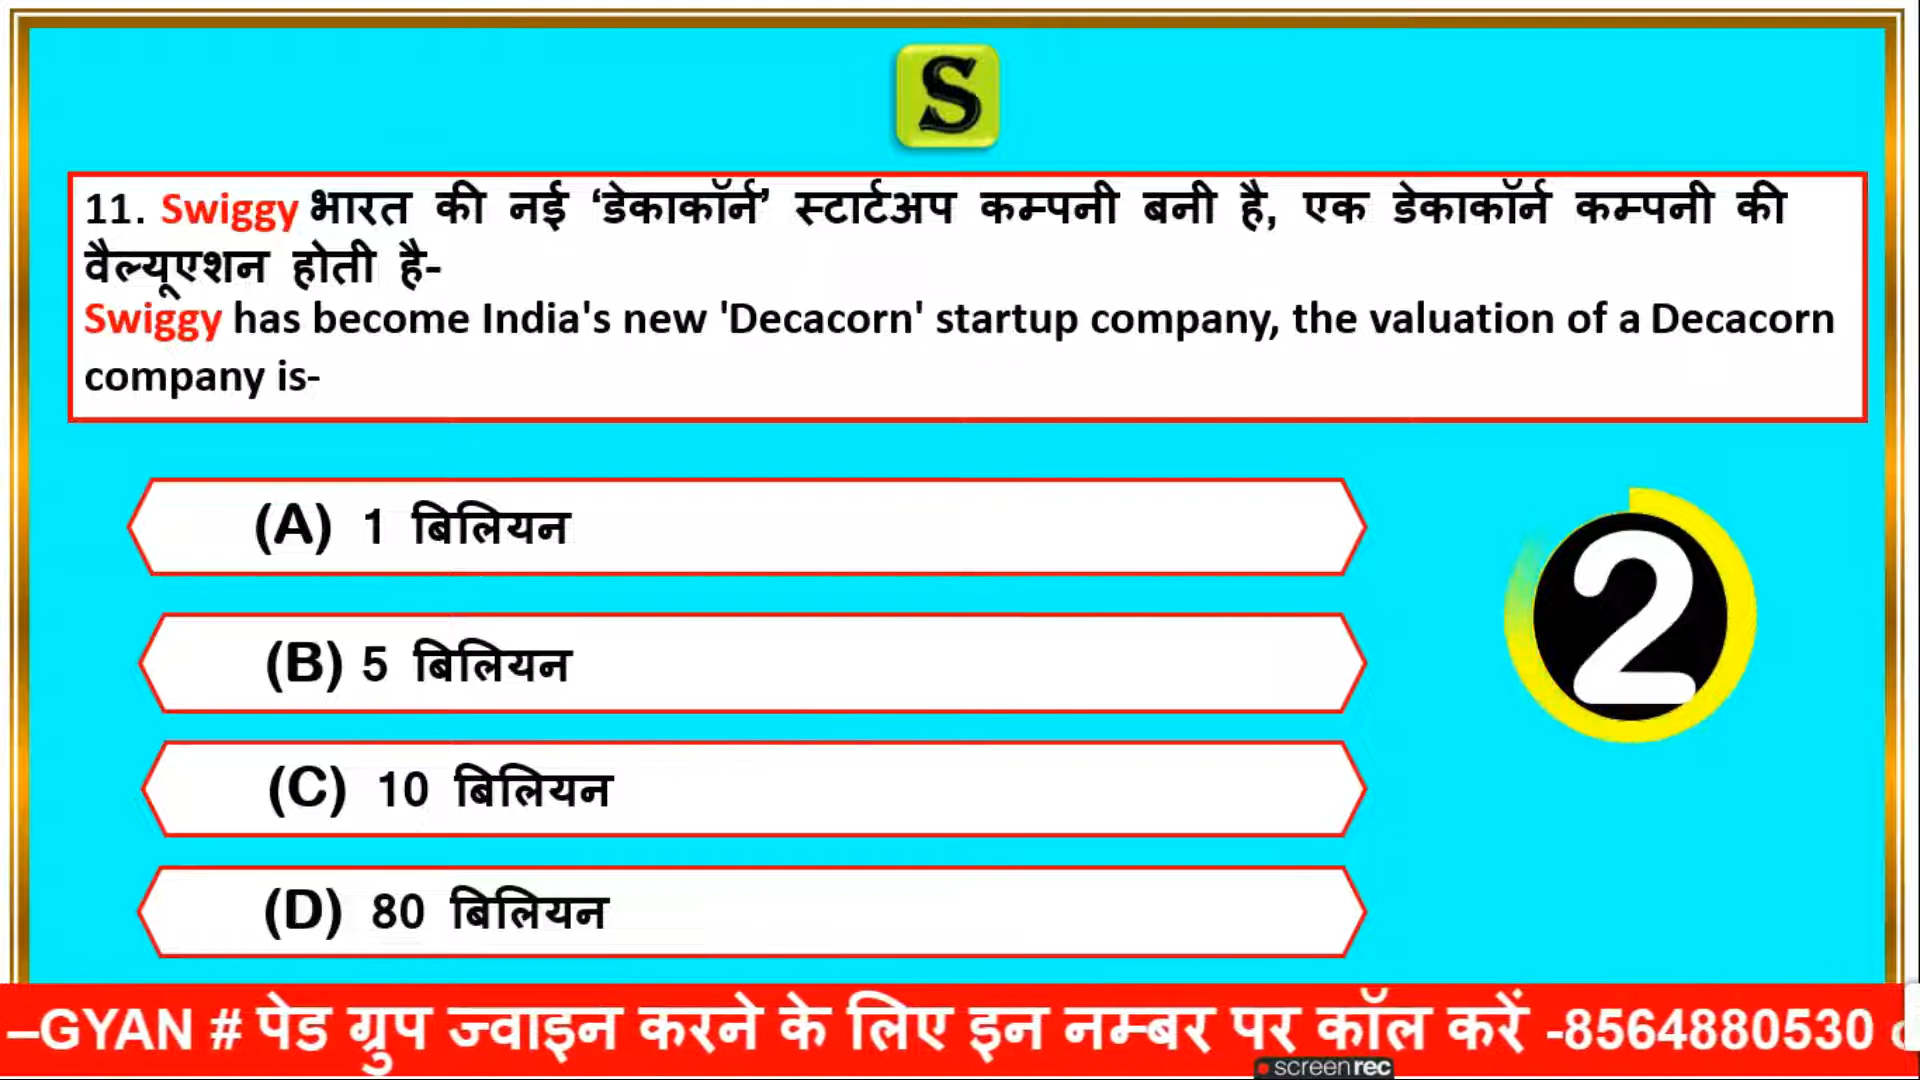 S
11. Swiggy भारत की नई ‘डेकाकॉर्न’ स्टार्टअप कम्पनी बनी है, एक डेकाकॉर्न कम्पनी की
वैल्यूएशन होती है-
Swiggy has become India's new 'Decacorn' startup company, the valuation of a Decacorn
company is-
(A) 1 बिलियन
2
(B) 5 बिलियन
(C) 10 बिलियन
(D) 80 बिलियन
–GYAN # पेड ग्रुप ज्वाइन करने के लिए इन नम्बर पर कॉल करें -8564880530
screenrec